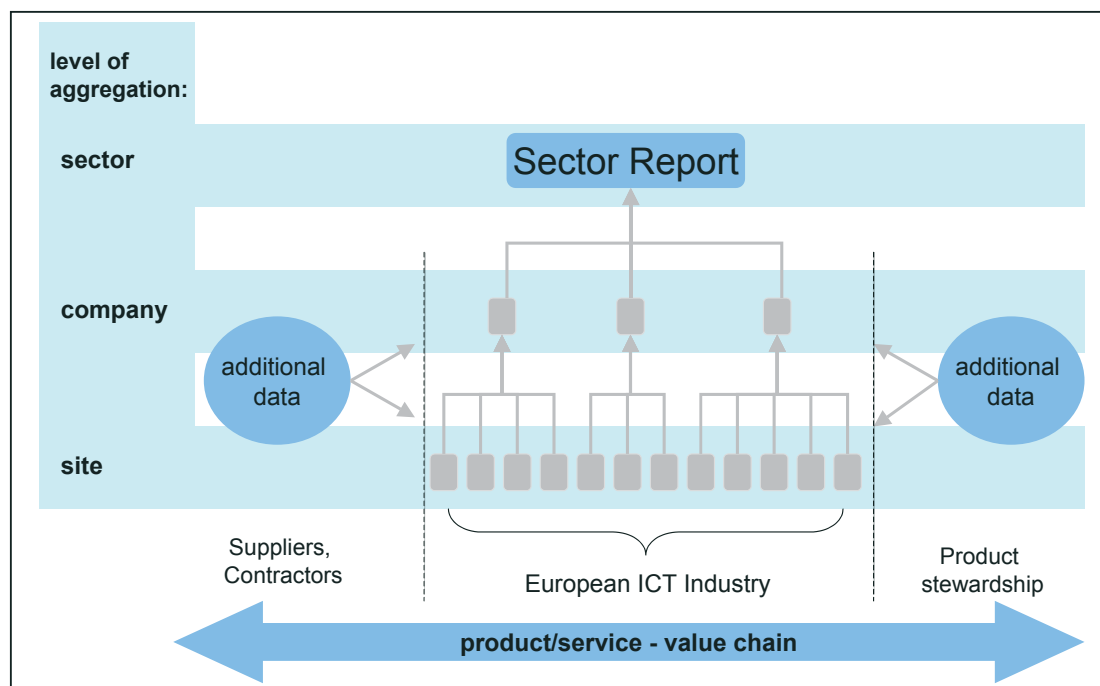 level of
aggregation:
sector
Sector Report
company
additional
data
additional
data
site
Suppliers,
Contractors
European ICT Industry
Product
stewardship
product/service - value chain